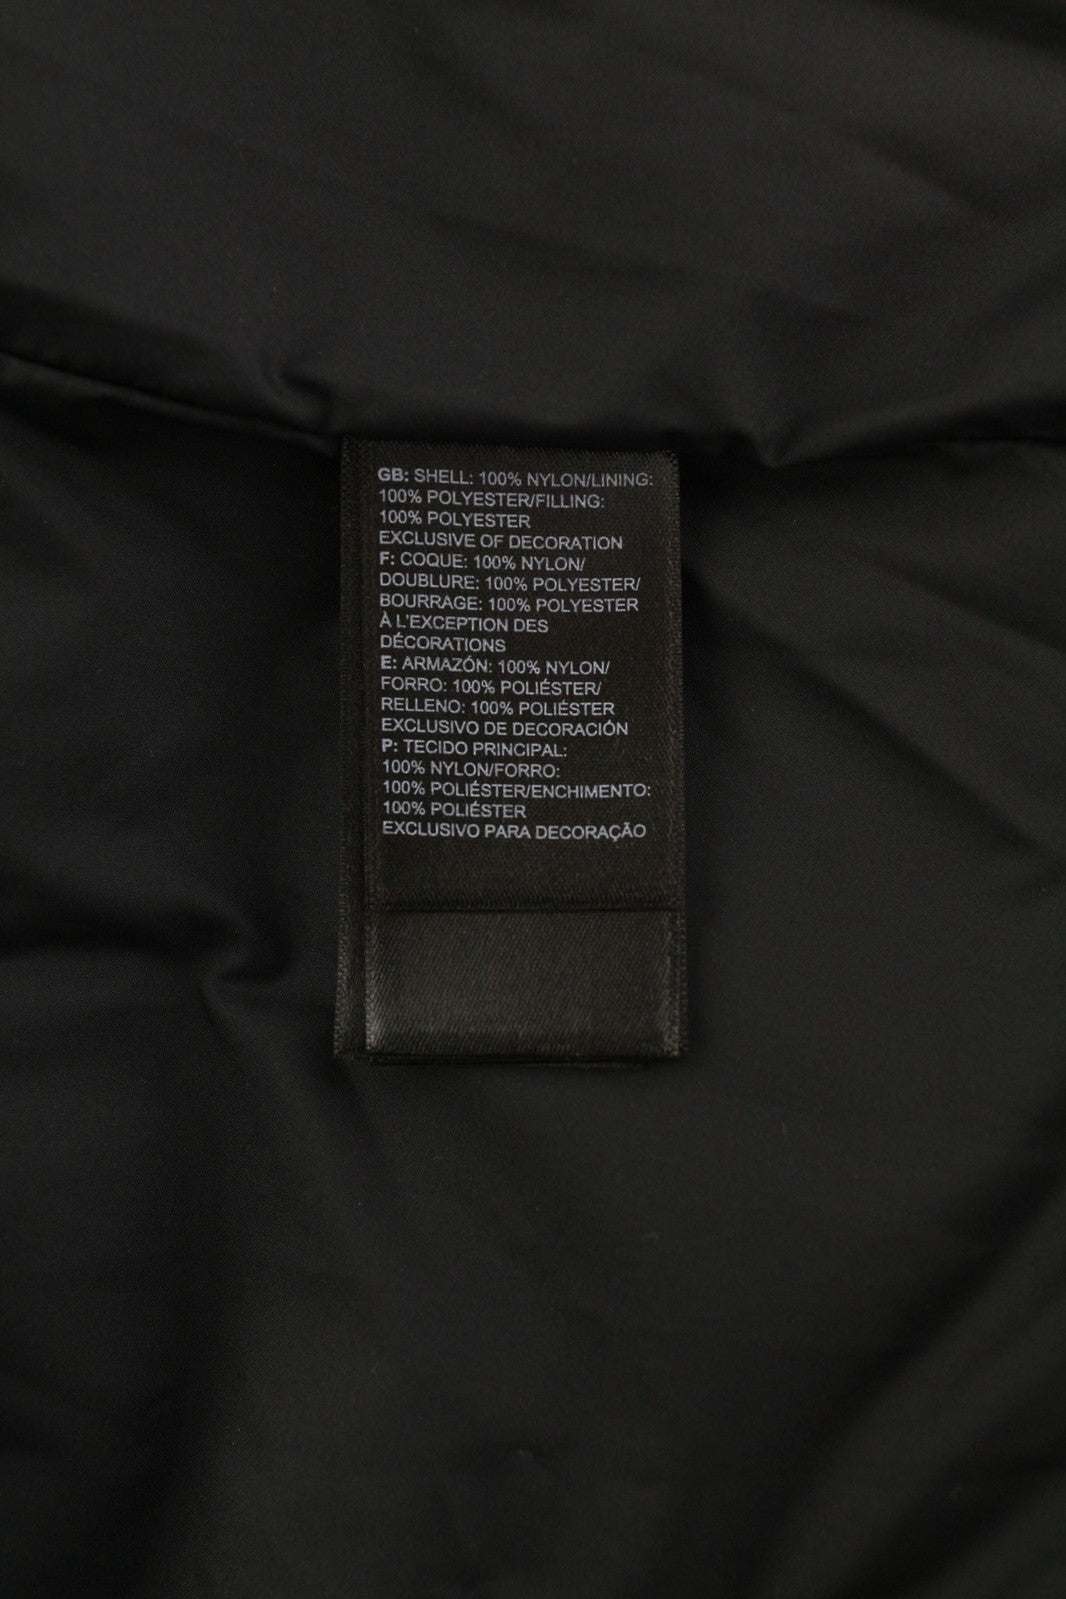 GB: SHELL: 100% NYLON/LINING:
100% POLYESTER/FILLING:
100% POLYESTER
EXCLUSIVE OF DECORATION
F: COQUE: 100% NYLON/
DOUBLURE: 100% POLYESTER/
BOURRAGE: 100% POLYESTER
À L'EXCEPTION DES
DÉCORATIONS
E: ARMAZÓN: 100% NYLON/
FORRO: 100% POLIÉSTER/
RELLENO: 100% POLIÉSTER
EXCLUSIVO DE DECORACIÓN
P: TECIDO PRINCIPAL:
100% NYLON/FORRO:
100% POLIÉSTER/ENCHIMENTO:
100% POLIÉSTER
EXCLUSIVO PARA DECORAÇÃO